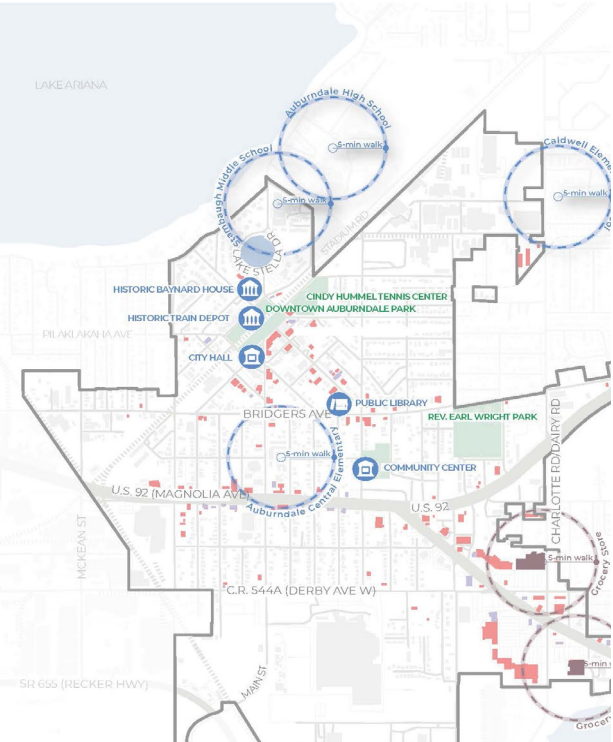 LAKE ARIANA
Auburndale High School
5-min walk
Stambaugh Middle School
5-min walk
Caldwell Eleme
5-min walk
STADIUM RD
LAKE STELLA DR
HISTORIC BAYNARD HOUSE
CINDY HUMMEL TENNIS CENTER
DOWNTOWN AUBURNDALE PARK
HISTORIC TRAIN DEPOT
PILAKLAKAHA AVE
CITY HALL
PUBLIC LIBRARY
BRIDGERS AVE
REV. EARL WRIGHT PARK
5-min walk
Auburndale Central Elementary
COMMUNITY CENTER
CHARLOTTE RD/DAIRY RD
U.S. 92 (MAGNOLIA AVE)
U.S. 92
MCKEAN ST
5-min walk
Grocery Store
C.R. 544A (DERBY AVE W)
5-min
SR 655 (RECKER HWY)
MAIN ST
Grocer